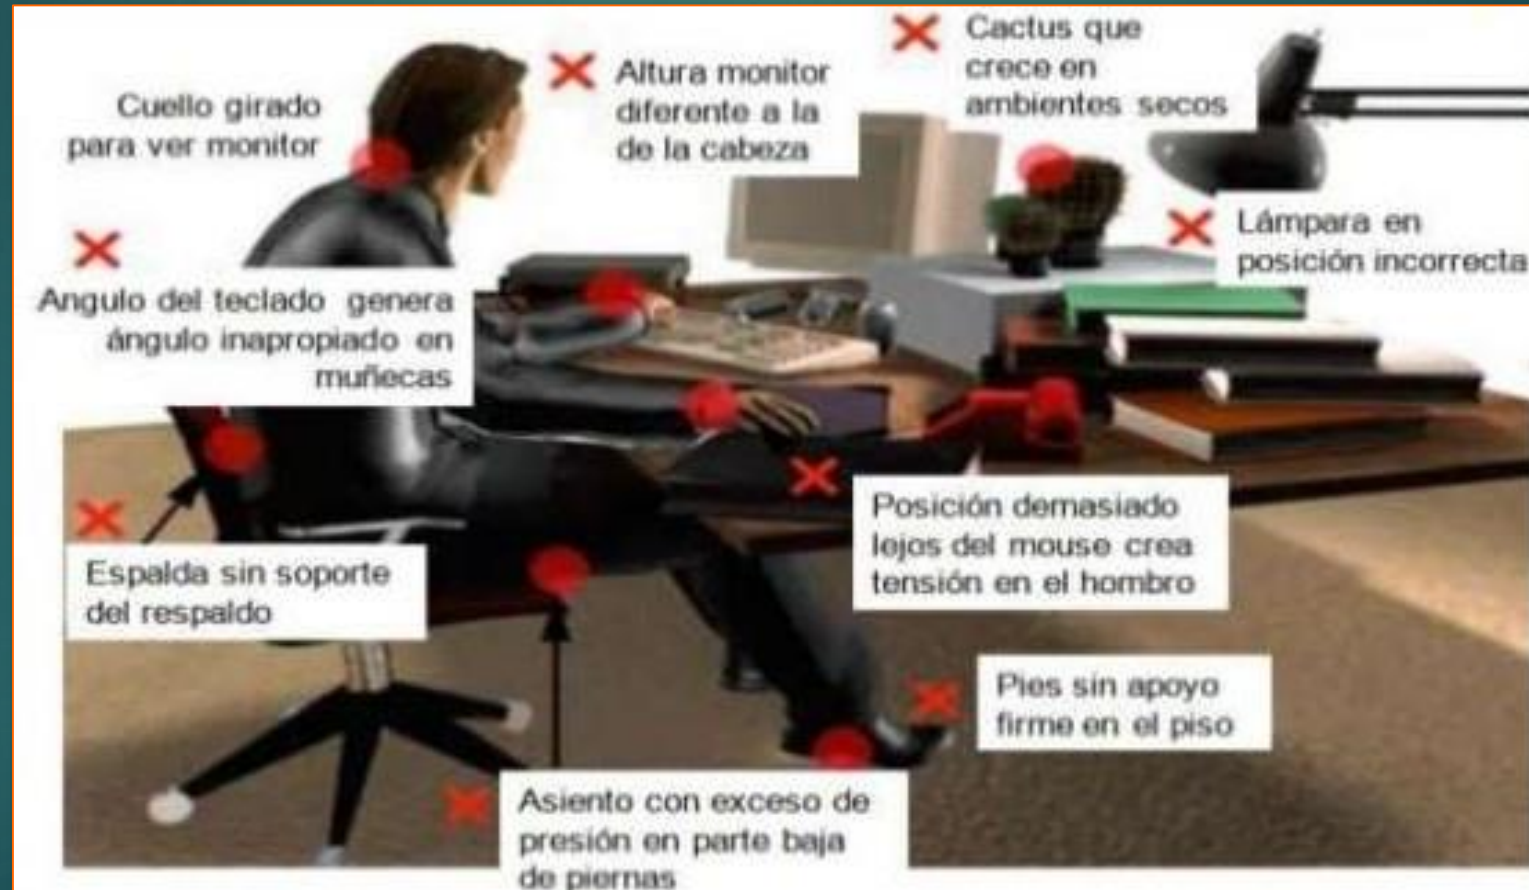 Cuello girado
para ver monitor
Altura monitor
diferente a la
de la cabeza
Cactus que
crece en
ambientes secos
Lámpara en
posición incorrecta
Angulo del teclado genera
ángulo inapropiado en
muñecas
Espalda sin soporte
del respaldo
Posición demasiado
lejos del mouse crea
tensión en el hombro
Pies sin apoyo
firme en el piso
Asiento con exceso de
presión en parte baja
de piernas